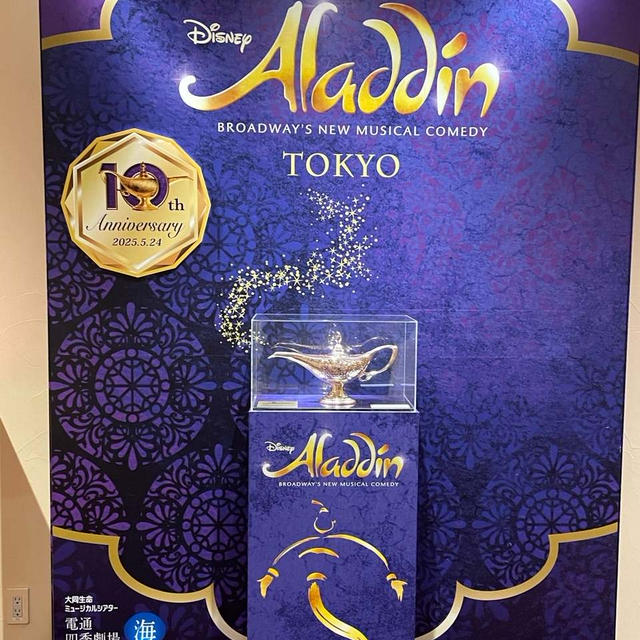 Disney
Aladdin
BROADWAY'S NEW MUSICAL COMEDY
TOKYO
10th
Anniversary
2025.5.24
Disney
Aladdin
BROADWAY'S NEW MUSICAL COMEDY
大同生命
ミュージカルシアター
電通
四季劇場
海